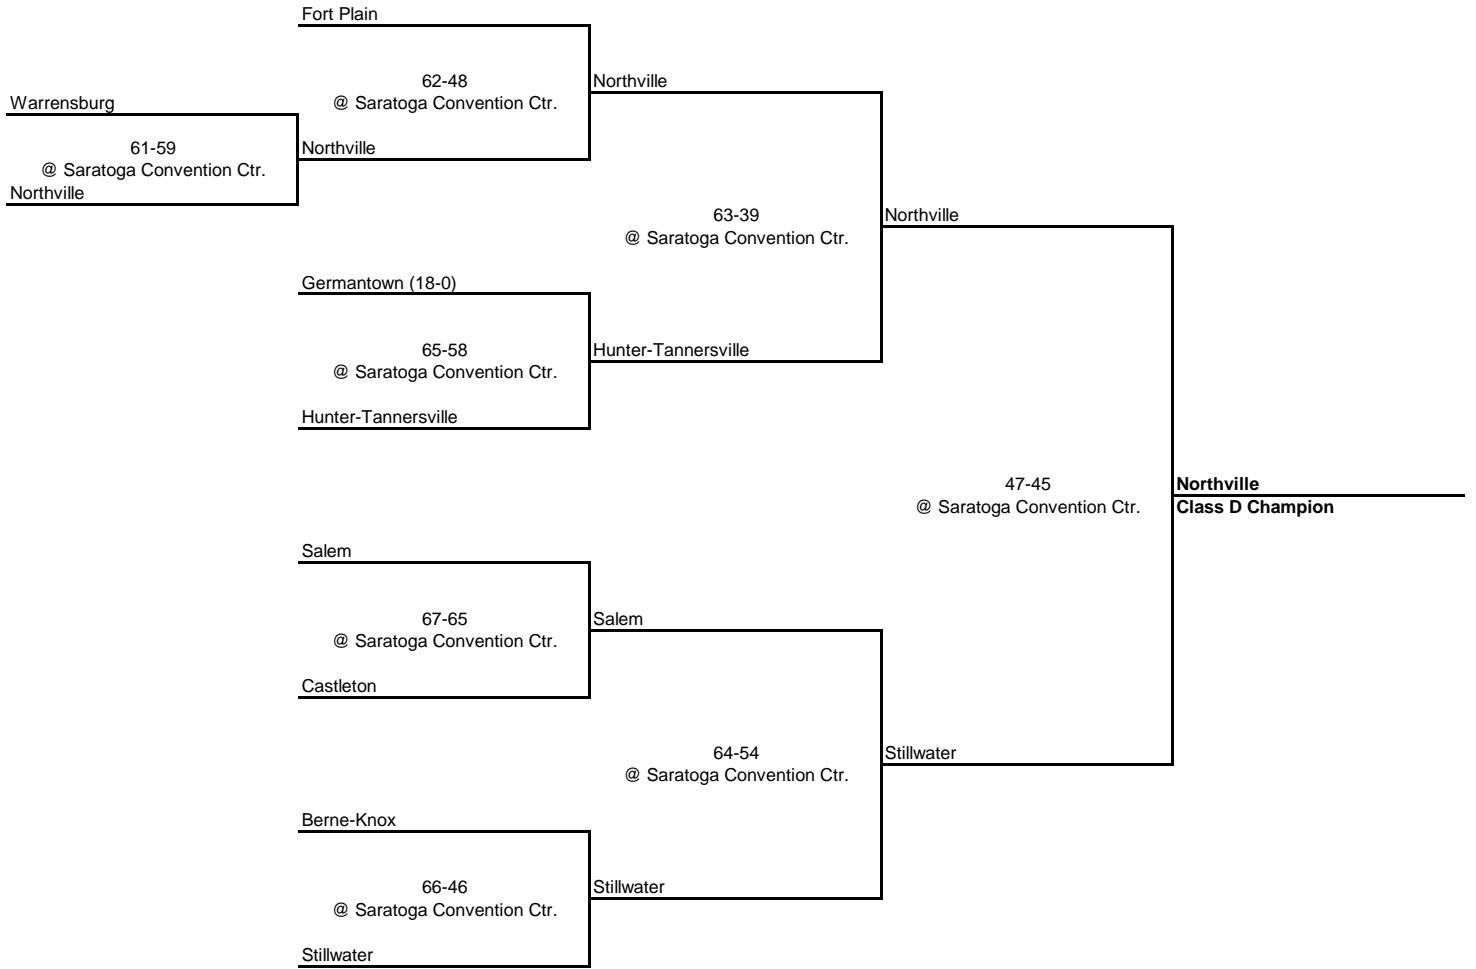 Fort Plain
62-48
@ Saratoga Convention Ctr.
Northville
Warrensburg
61-59
@ Saratoga Convention Ctr.
Northville
Northville
63-39
@ Saratoga Convention Ctr.
Northville
Germantown (18-0)
65-58
@ Saratoga Convention Ctr.
Hunter-Tannersville
Hunter-Tannersville
47-45
@ Saratoga Convention Ctr.
Northville
Class D Champion
Salem
67-65
@ Saratoga Convention Ctr.
Salem
Castleton
64-54
@ Saratoga Convention Ctr.
Stillwater
Berne-Knox
66-46
@ Saratoga Convention Ctr.
Stillwater
Stillwater